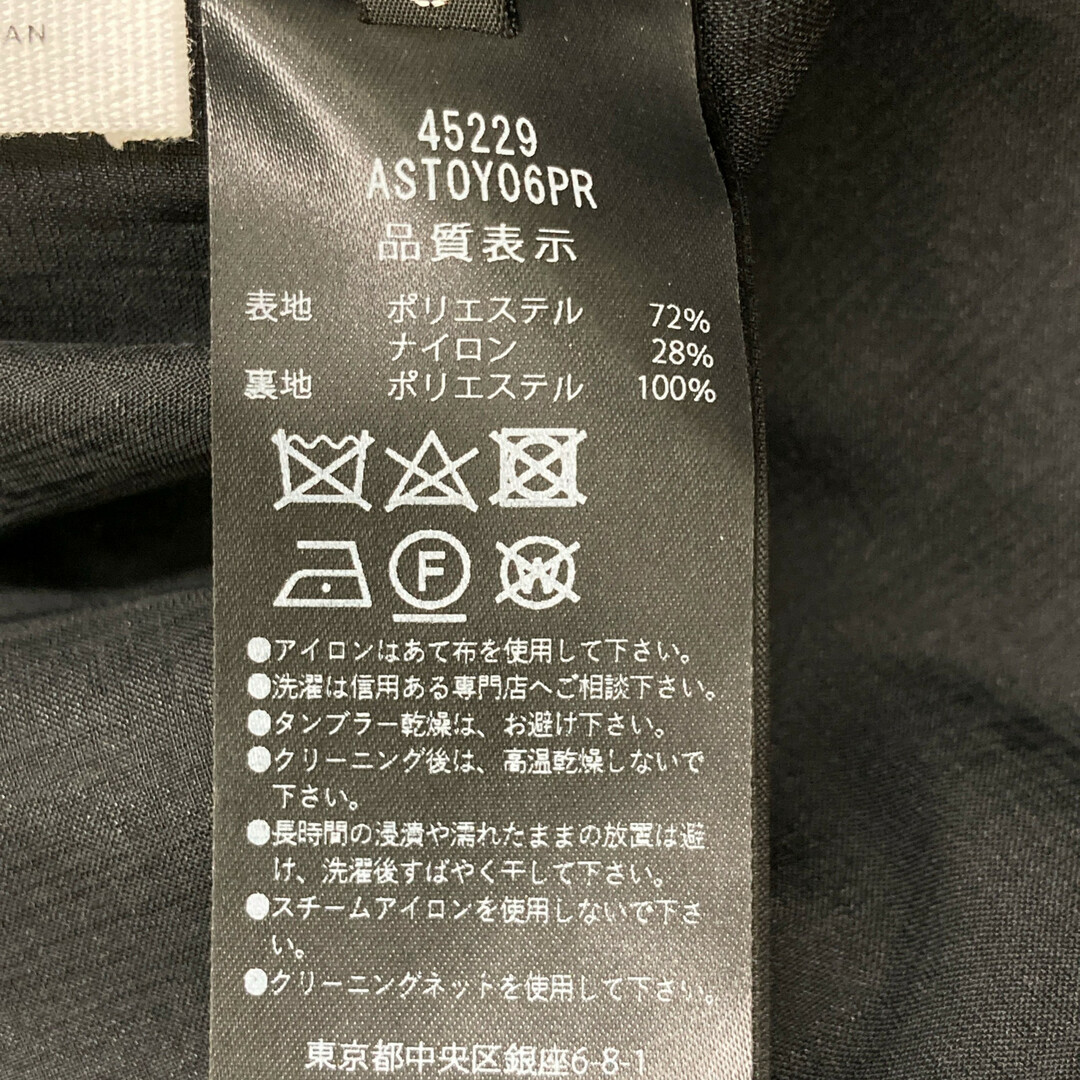 AN
45229
ASTOY06PR
品質表示
表地 ポリエステル 72%
ナイロン 28%
裏地 ポリエステル 100%
F W
●アイロンはあて布を使用して下さい。
●洗濯は信用ある専門店へご相談下さい。
●タンブラー乾燥は、お避け下さい。
●クリーニング後は、高温乾燥しないで
下さい。
●長時間の浸漬や濡れたままの放置は避
け、洗濯後すばやく干して下さい。
●スチームアイロンを使用しないで下さ
い。
●クリーニングネットを使用して下さい。
東京都中央区銀座6-8-1